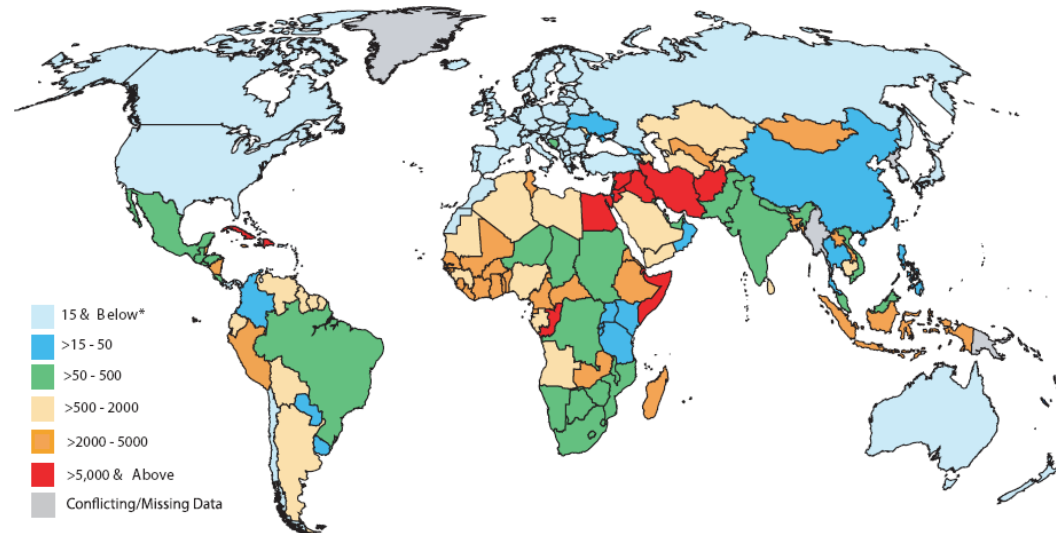 15 & Below*
>15 - 50
>50 - 500
>500 - 2000
>2000 - 5000
>5,000 & Above
Conflicting/Missing Data